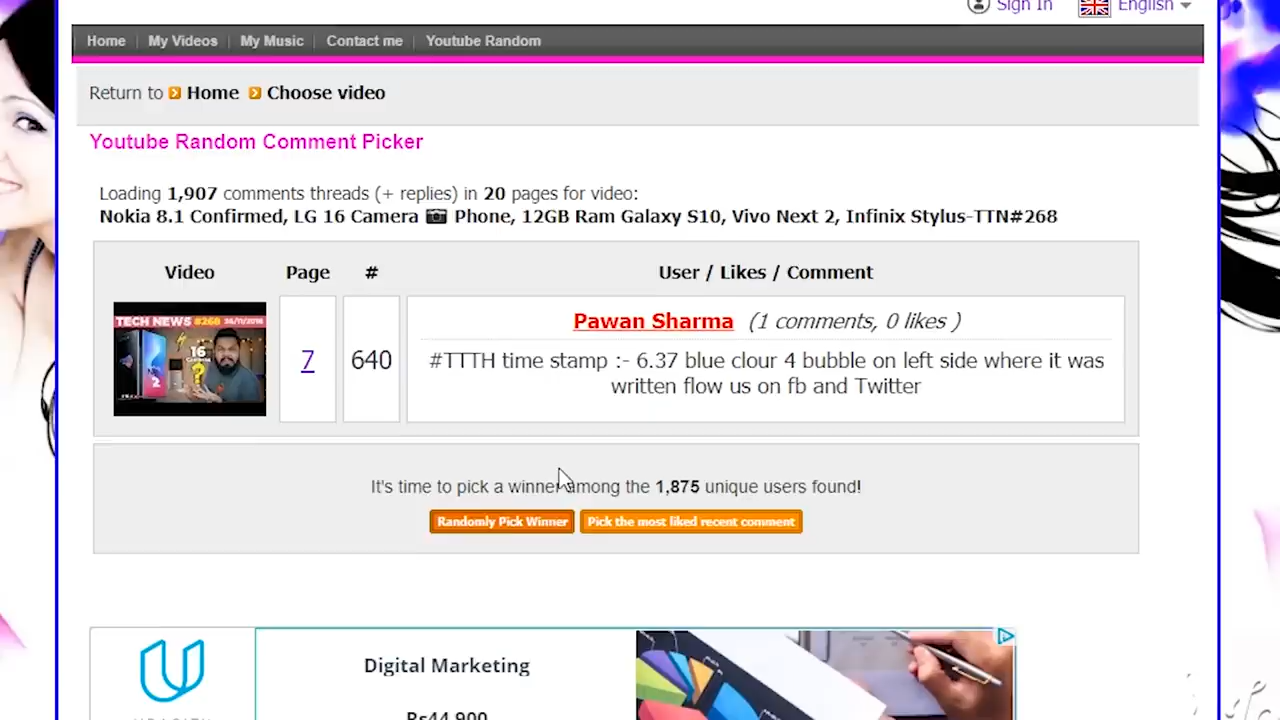 Sign In English
Home My Videos My Music Contact me Youtube Random
Return to Home Choose video
Youtube Random Comment Picker
Loading 1,907 comments threads (+ replies) in 20 pages for video:
Nokia 8.1 Confirmed, LG 16 Camera 📷 Phone, 12GB Ram Galaxy S10, Vivo Next 2, Infinix Stylus-TTN#268
Video Page # User / Likes / Comment
TECH NEWS #268
16
Pawan Sharma (1 comments, 0 likes )
7 640 #TTTH time stamp :- 6.37 blue clour 4 bubble on left side where it was
written flow us on fb and Twitter
It's time to pick a winner among the 1,875 unique users found!
Randomly Pick Winner Pick the most liked recent comment
Digital Marketing
Rs44,900